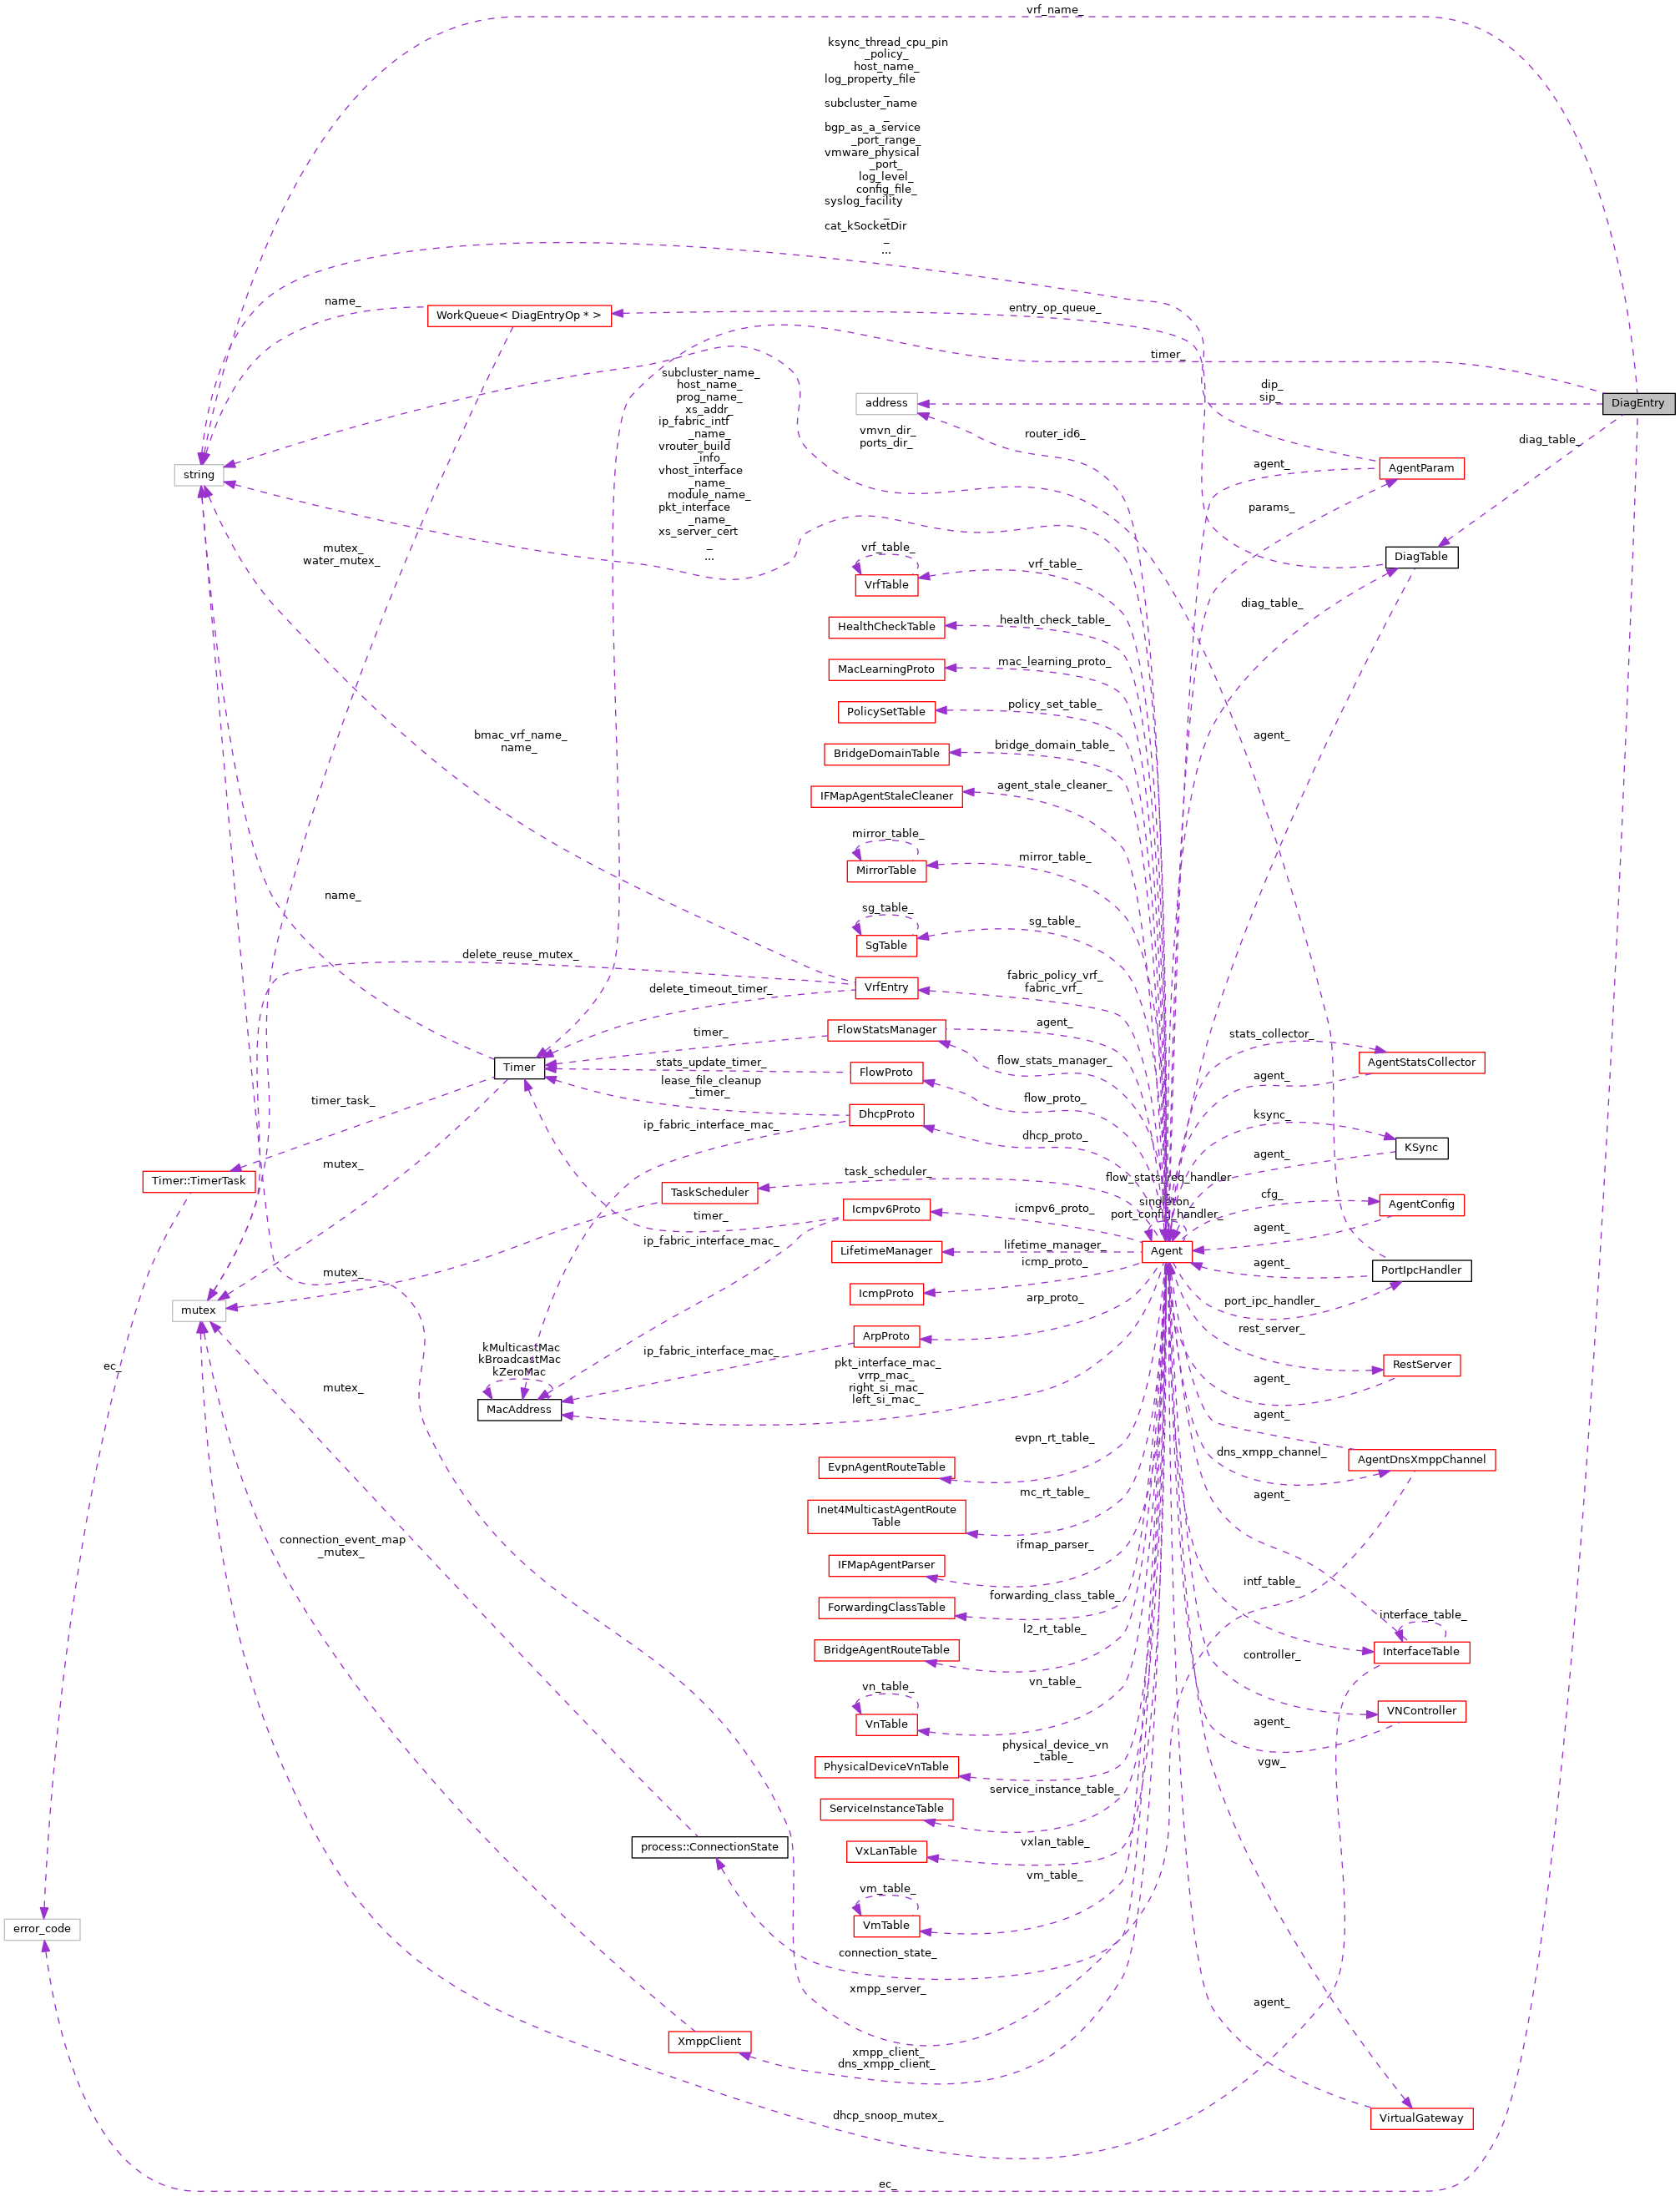 vrf_name_
ksync_thread_cpu_pin
_policy_
host_name_
log_property_file
_
subcluster_name
_
bgp_as_a_service
_port_range_
vmware_physical
_port_
log_level_
config_file_
syslog_facility
_
cat_kSocketDir
_
...
name_
WorkQueue< DiagEntryOp * >
entry_op_queue_
timer_
subcluster_name_
host_name_
prog_name_
xs_addr_
ip_fabric_intf
_name_
vrouter_build
_info_
vhost_interface
_name_
module_name_
pkt_interface
_name_
xs_server_cert
_
...
address
dip_
sip_
DiagEntry
vmvn_dir_
ports_dir_
router_id6_
diag_table_
string
agent_
AgentParam
params_
mutex_
water_mutex_
vrf_table_
VrfTable
vrf_table_
DiagTable
diag_table_
HealthCheckTable
health_check_table_
MacLearningProto
mac_learning_proto_
PolicySetTable
policy_set_table_
bmac_vrf_name_
name_
BridgeDomainTable
bridge_domain_table_
agent_
IFMapAgentStaleCleaner
agent_stale_cleaner_
mirror_table_
MirrorTable
mirror_table_
name_
sg_table_
SgTable
sg_table_
delete_reuse_mutex_
VrfEntry
fabric_policy_vrf_
fabric_vrf_
delete_timeout_timer_
FlowStatsManager
agent_
timer_
Timer
stats_update_timer_
FlowProto
flow_stats_manager_
stats_collector_
AgentStatsCollector
agent_
lease_file_cleanup
_timer_
timer_task_
DhcpProto
flow_proto_
ip_fabric_interface_mac_
dhcp_proto_
ksync_
KSync
agent_
mutex_
Timer::TimerTask
TaskScheduler
task_scheduler_
flow_stats_req_handler
_
singleton_
port_config_handler_
cfg_
AgentConfig
agent_
timer_
Icmpv6Proto
icmpv6_proto_
ip_fabric_interface_mac_
LifetimeManager
lifetime_manager_
Agent
mutex_
IcmpProto
icmp_proto_
agent_
PortIpcHandler
port_ipc_handler_
mutex
arp_proto_
ArpProto
rest_server_
RestServer
agent_
ec_
kMulticastMac
kBroadcastMac
kZeroMac
MacAddress
ip_fabric_interface_mac_
pkt_interface_mac_
vrrp_mac_
right_si_mac_
left_si_mac_
mutex_
agent_
evpn_rt_table_
EvpnAgentRouteTable
dns_xmpp_channel_
AgentDnsXmppChannel
agent_
Inet4MulticastAgentRoute
Table
mc_rt_table_
connection_event_map
_mutex_
IFMapAgentParser
ifmap_parser_
intf_table_
ForwardingClassTable
forwarding_class_table_
interface_table_
InterfaceTable
BridgeAgentRouteTable
l2_rt_table_
controller_
vn_table_
VnTable
vn_table_
VNController
agent_
PhysicalDeviceVnTable
physical_device_vn
_table_
vgw_
ServiceInstanceTable
service_instance_table_
process::ConnectionState
VxLanTable
vxlan_table_
vm_table_
VmTable
vm_table_
error_code
connection_state_
xmpp_server_
agent_
XmppClient
xmpp_client_
dns_xmpp_client_
dhcp_snoop_mutex_
VirtualGateway
ec_